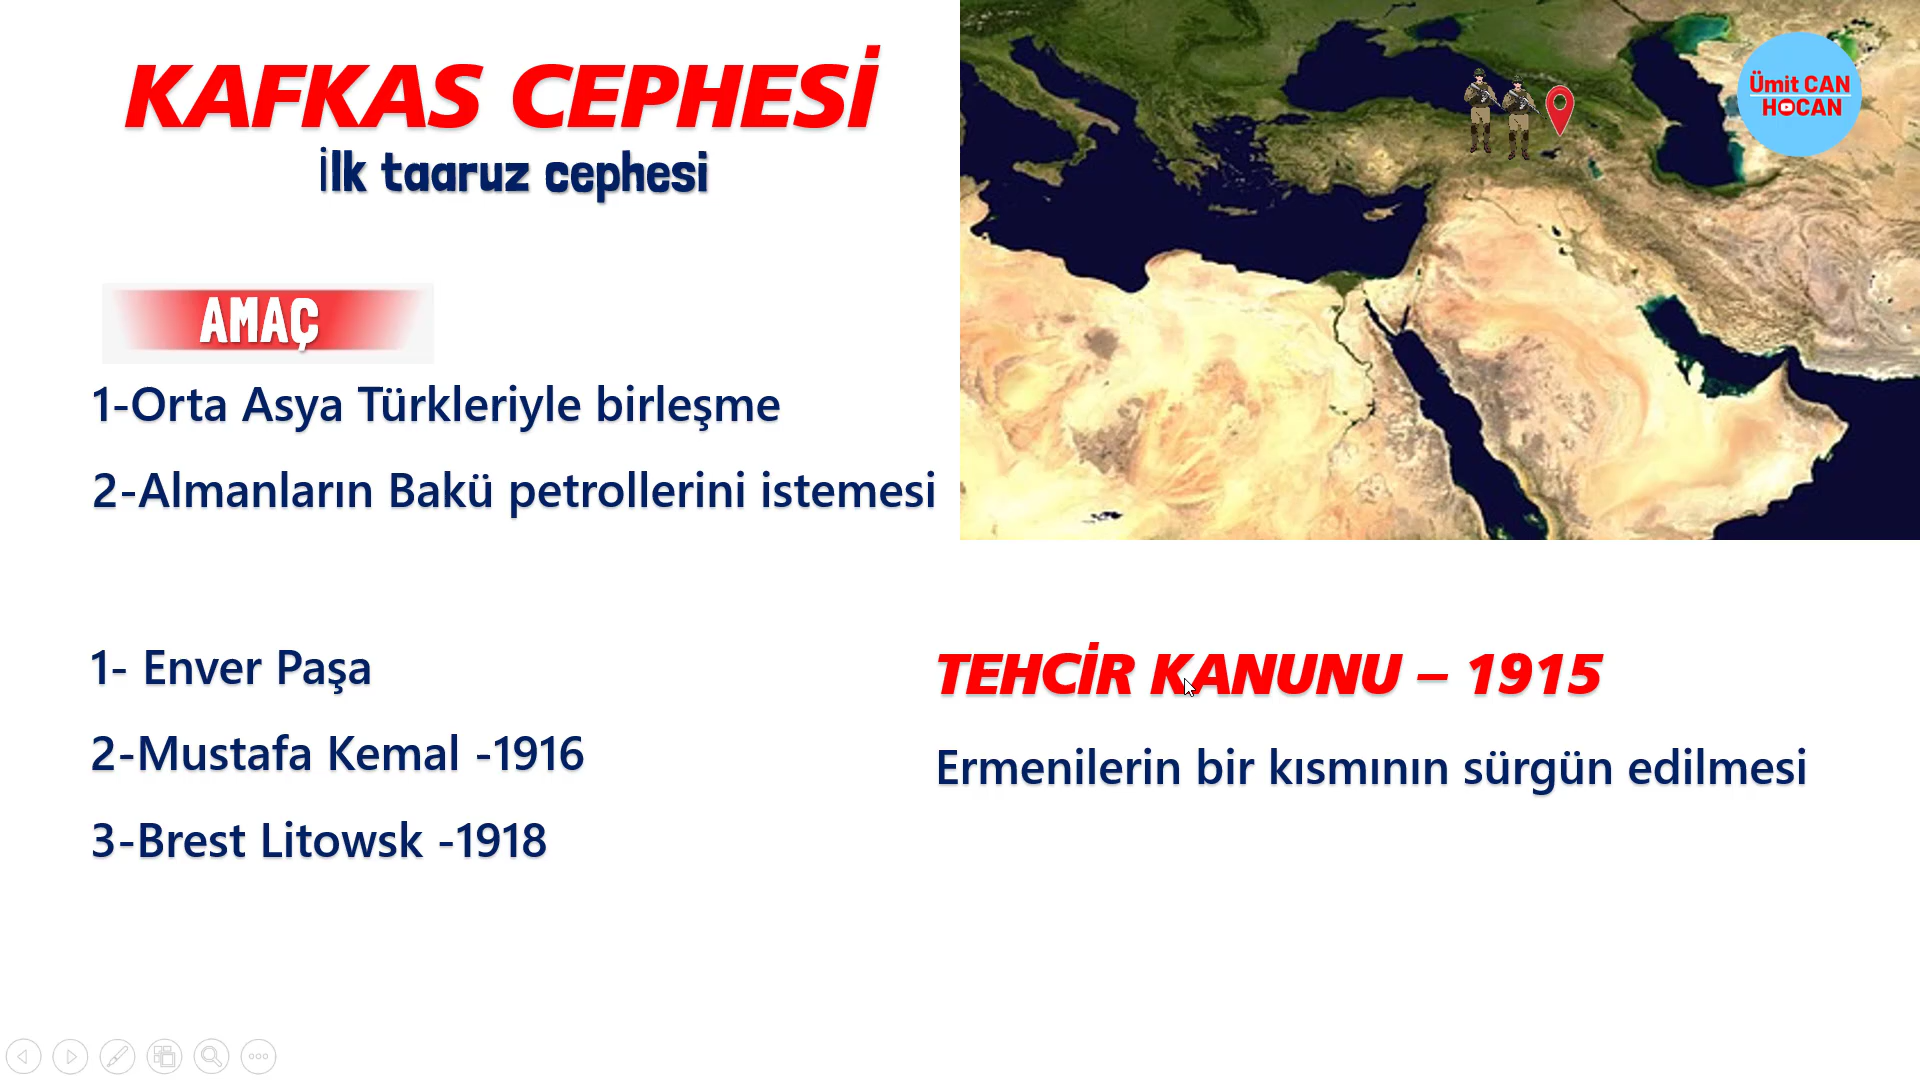 KAFKAS CEPHESİ
İlk taaruz cephesi
Ümit CAN
HOCAN
AMAÇ
1-Orta Asya Türkleriyle birleşme
2-Almanların Bakü petrollerini istemesi
1- Enver Paşa
2-Mustafa Kemal -1916
3-Brest Litowsk -1918
TEHCİR KANUNU – 1915
Ermenilerin bir kısmının sürgün edilmesi